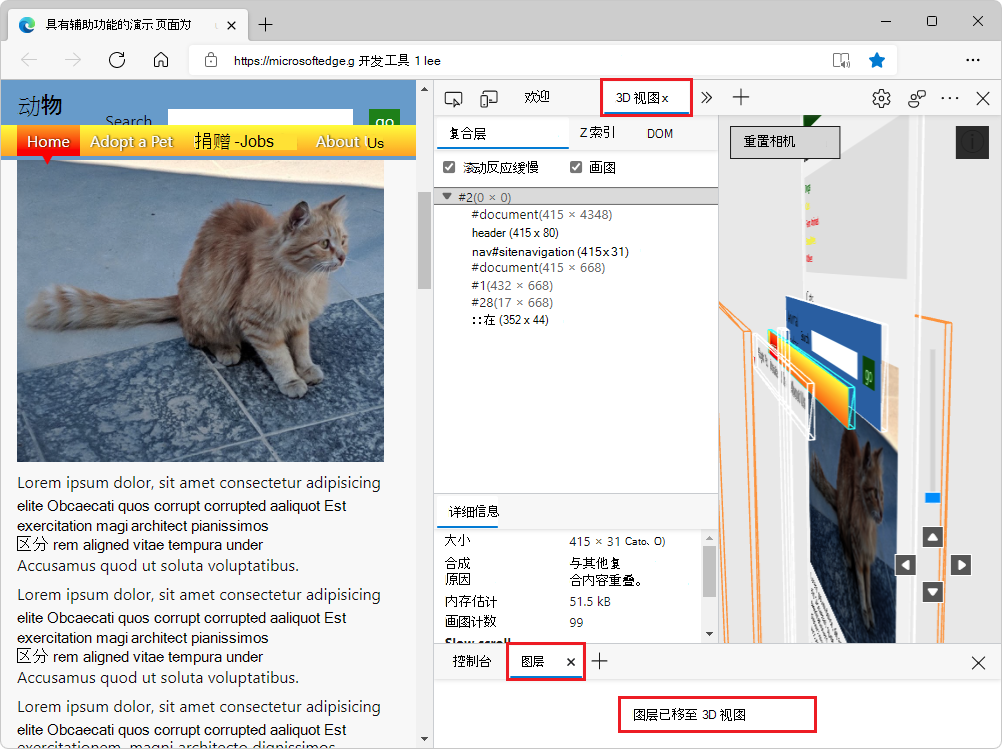 具有辅助功能的演示 页面为
https://microsoftedge.g 开发工具 1 lee
动物
Search
go
Home
Adopt a Pet
捐赠 -Jobs
About Us
Lorem ipsum dolor, sit amet consectetur adipisicing
elite Obcaecati quos corrupt corrupted aaliquot Est
exercitation magi architect pianissimos
区分 rem aligned vitae tempura under
Accusamus quod ut soluta voluptatibus.
Lorem ipsum dolor, sit amet consectetur adipisicing
elite Obcaecati quos corrupt corrupted aaliquot Est
exercitation magi architect pianissimos
区分 rem aligned vitae tempura under
Accusamus quod ut soluta voluptatibus.
Lorem ipsum dolor, sit amet consectetur adipisicing
elite Obcaecati quos corrupt corrupted aaliquot Est
exercitationem, magni architecto dignissimos
欢迎
3D 视图 x
复合层
Z 索引
DOM
滚动反应缓慢
画图
#2(0 × 0)
#document(415 × 4348)
header (415 x 80)
nav#sitenavigation (415 x 31)
#document(415 × 668)
#1(432 × 668)
#28(17 × 668)
::在 (352 x 44)
详细信息
大小
415 × 31 Cato、O)
合成
原因
与其他复
合内容重叠。
内存估计
51.5 kB
画图计数
99
Slow scroll
重置相机
go
控制台
图层
图层已移至 3D 视图